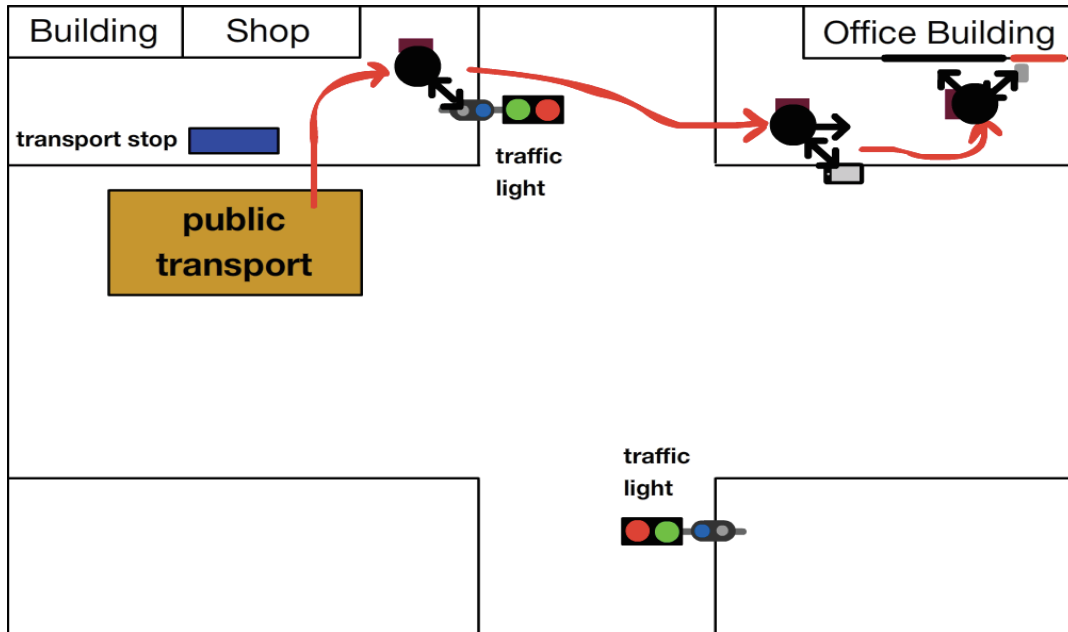 Building
Shop
Office Building
transport stop
traffic
light
public
transport
traffic
light